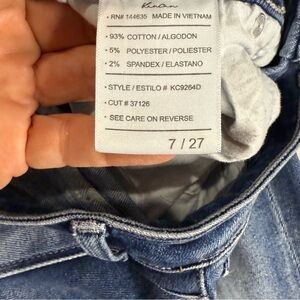 KanCan
• RN# 144635 MADE IN VIETNAM
• 93% COTTON / ALGODON
• 5% POLYESTER / POLIESTER
• 2% SPANDEX / ELASTANO
• STYLE / ESTILO # KC9264D
• CUT # 37126
• SEE CARE ON REVERSE
7 / 27